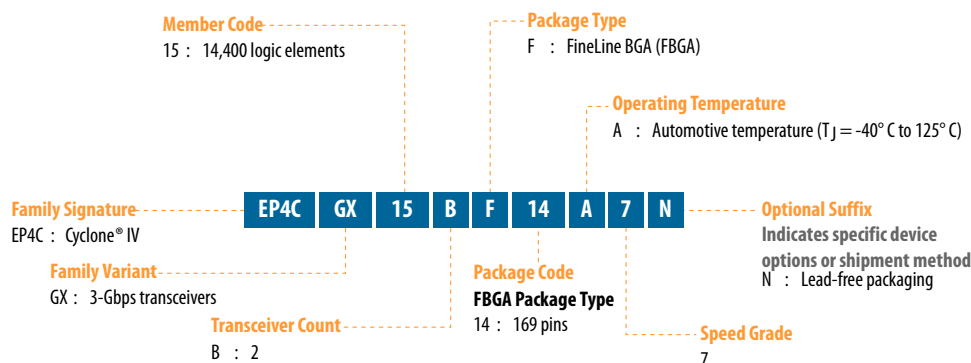 Member Code
15 : 14,400 logic elements
Package Type
F : FineLine BGA (FBGA)
Operating Temperature
A : Automotive temperature (TJ = -40° C to 125° C)
EP4C GX 15 B F 14 A 7 N
Family Signature
EP4C : Cyclone® IV
Optional Suffix
Indicates specific device
options or shipment method
N : Lead-free packaging
Family Variant
GX : 3-Gbps transceivers
Package Code
FBGA Package Type
14 : 169 pins
Transceiver Count
B : 2
Speed Grade
7